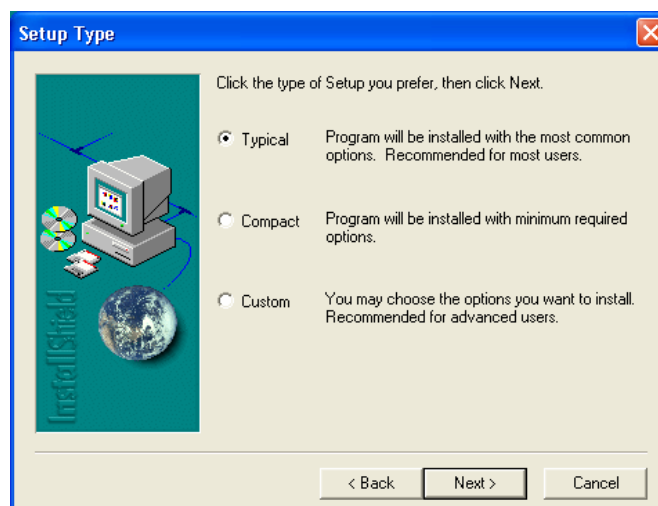 Setup Type
Click the type of Setup you prefer, then click Next.
Typical
Program will be installed with the most common
options. Recommended for most users.
Compact
Program will be installed with minimum required
options.
Custom
You may choose the options you want to install.
Recommended for advanced users.
InstallShield
< Back
Next >
Cancel